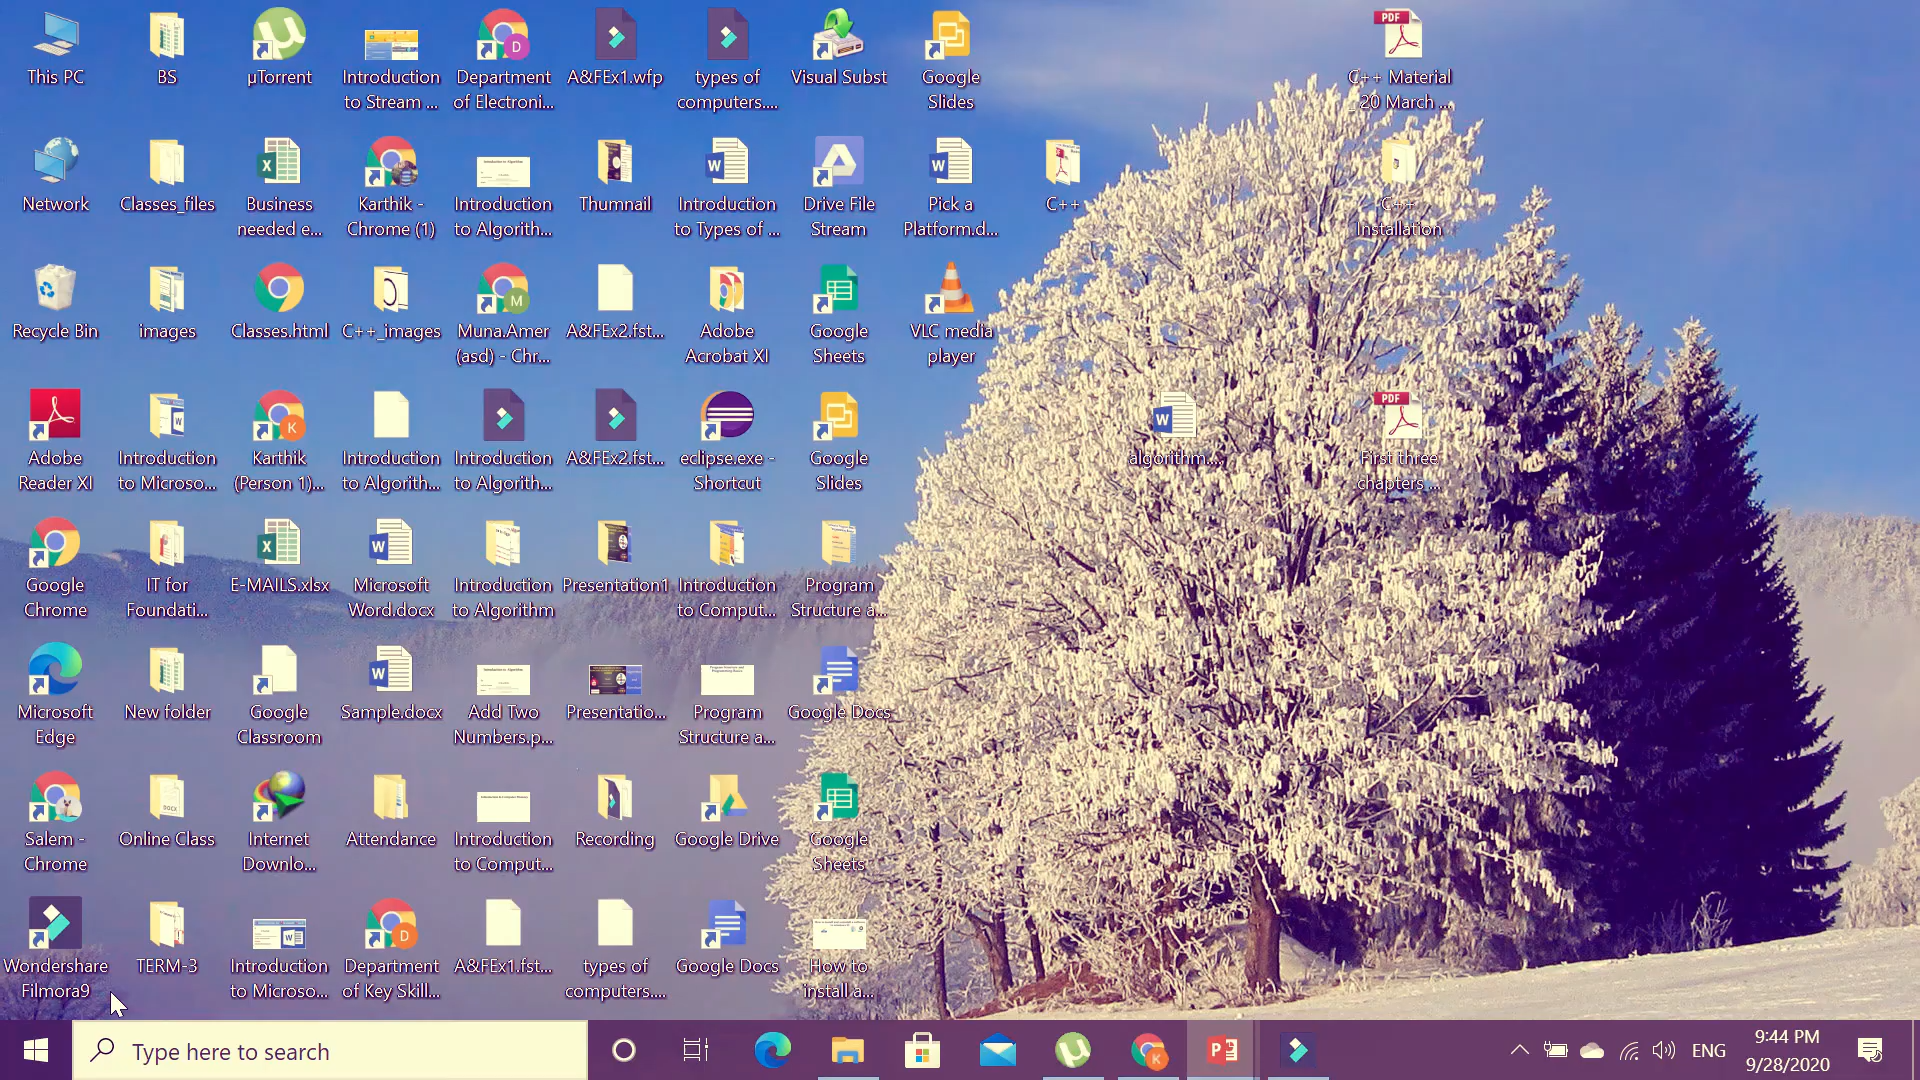 This PC
BS
µTorrent
Introduction
to Stream ...
Department
of Electroni...
A&FEx1.wfp
types of
computers....
Visual Subst
Google
Slides
C++ Material
20 March ...
Network
Classes_files
Business
needed e...
Karthik -
Chrome (1)
Introduction
to Algorith...
Thumnail
Introduction
to Types of ...
Drive File
Stream
Pick a
Platform.d...
C++
C++
Installation
Recycle Bin
images
Classes.html
C++_images
Muna.Amer
(asd) - Chr...
A&FEx2.fst...
Adobe
Acrobat XI
Google
Sheets
VLC media
player
Adobe
Reader XI
Introduction
to Microso...
Karthik
(Person 1)...
Introduction
to Algorith...
Introduction
to Algorith...
A&FEx2.fst...
eclipse.exe -
Shortcut
Google
Slides
algorithm....
First three
chapters ...
Google
Chrome
IT for
Foundati...
E-MAILS.xlsx
Microsoft
Word.docx
Introduction
to Algorithm
Presentation1
Introduction
to Comput...
Program
Structure a...
Microsoft
Edge
New folder
Google
Classroom
Sample.docx
Add Two
Numbers.p...
Presentatio...
Program
Structure a...
Google Docs
Salem -
Chrome
Online Class
Internet
Downlo...
Attendance
Introduction
to Comput...
Recording
Google Drive
Google
Sheets
Wondershare
Filmora9
TERM-3
Introduction
to Microso...
Department
of Key Skill...
A&FEx1.fst...
types of
computers....
Google Docs
How to
install a...
Type here to search
ENG
9:44 PM
9/28/2020